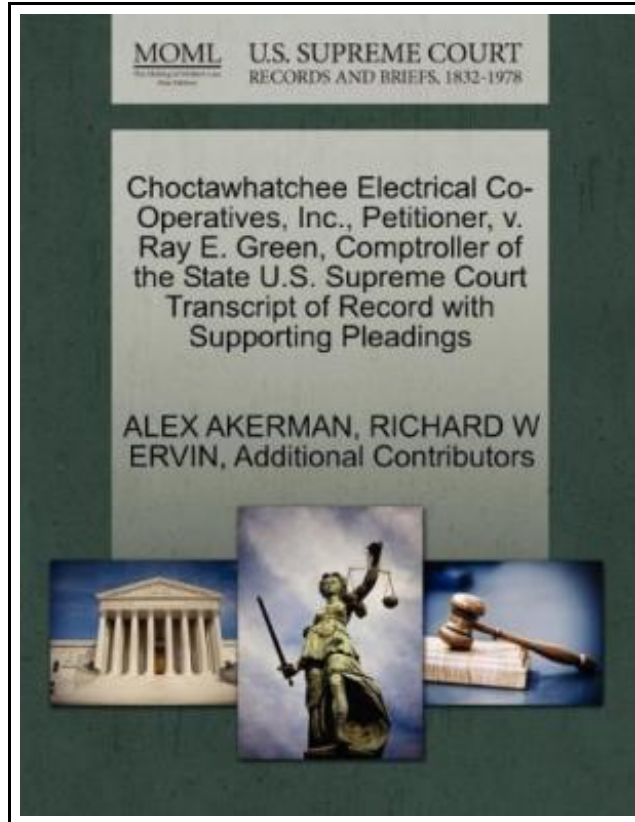 MOML
U.S. SUPREME COURT
RECORDS AND BRIEFS, 1832-1978
Choctawhatchee Electrical Co-
Operatives, Inc., Petitioner, v.
Ray E. Green, Comptroller of
the State U.S. Supreme Court
Transcript of Record with
Supporting Pleadings
ALEX AKERMAN, RICHARD W
ERVIN, Additional Contributors